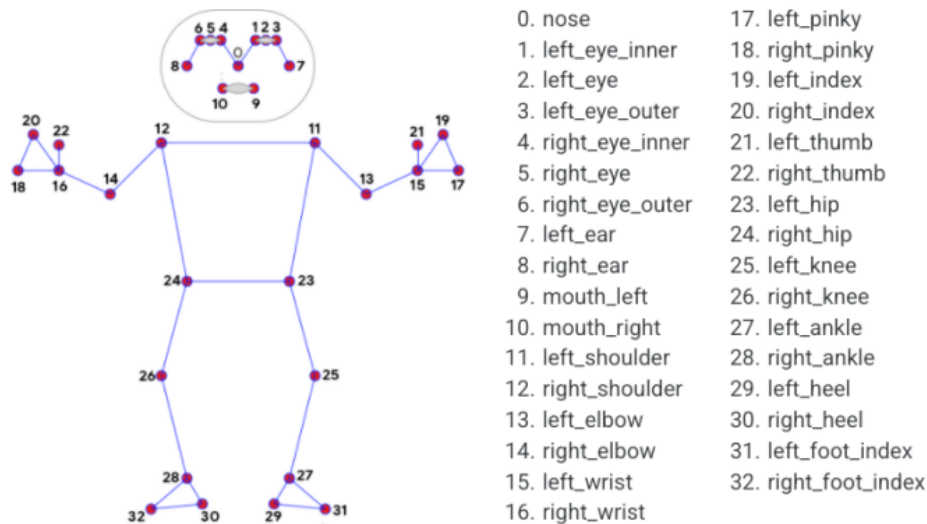 6 5 4 1 2 3
0
8 7
10 9
20 22 12 11 21 19
18 16 14 13 15 17
24 23
26 25
28 27
32 30 29 31
0. nose
1. left_eye_inner
2. left_eye
3. left_eye_outer
4. right_eye_inner
5. right_eye
6. right_eye_outer
7. left_ear
8. right_ear
9. mouth_left
10. mouth_right
11. left_shoulder
12. right_shoulder
13. left_elbow
14. right_elbow
15. left_wrist
16. right_wrist
17. left_pinky
18. right_pinky
19. left_index
20. right_index
21. left_thumb
22. right_thumb
23. left_hip
24. right_hip
25. left_knee
26. right_knee
27. left_ankle
28. right_ankle
29. left_heel
30. right_heel
31. left_foot_index
32. right_foot_index